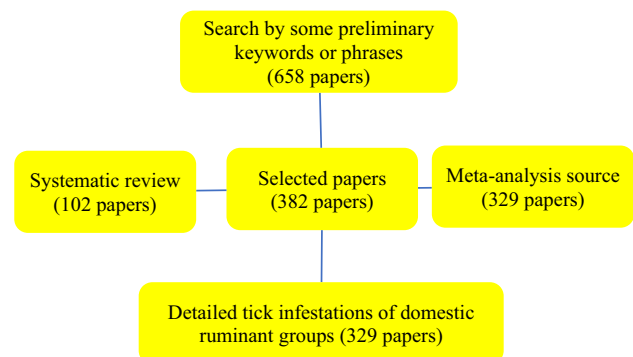 Search by some preliminary
keywords or phrases
(658 papers)
Systematic review
(102 papers)
Selected papers
(382 papers)
Meta-analysis source
(329 papers)
Detailed tick infestations of domestic
ruminant groups (329 papers)